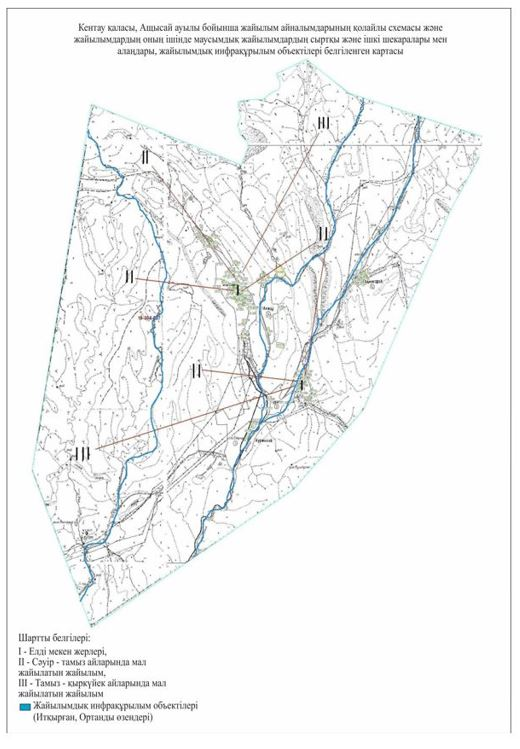 Кентау қаласы, Ащысай ауылы бойынша жайылым айналымдарының қолайлы схемасы және
жайылымдардың оның ішінде маусымдық жайылымдардың сыртқы және ішкі шекаралары мен
алаңдары, жайылымдық инфрақұрылым объектілері белгіленген картасы
III
II
II
I
II
II
I
III
Шартты белгілері:
I - Елді мекен жерлері,
II - Сәуір - тамыз айларында мал
жайылатын жайылым,
III - Тамыз - қыркүйек айларында мал
жайылатын жайылым
Жайылымдық инфрақұрылым объектілері
(Итқырған, Ортанды өзендері)